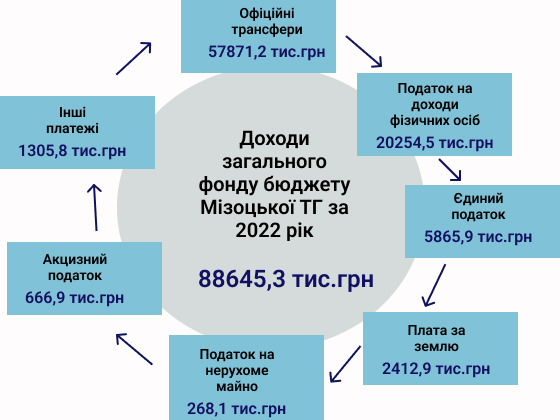 Офіційні
трансфери
57871,2 тис.грн
Податок на
доходи
фізичних осіб
20254,5 тис.грн
Єдиний
податок
5865,9 тис.грн
Плата за
землю
2412,9 тис.грн
Податок на
нерухоме
майно
268,1 тис.грн
Акцизний
податок
666,9 тис.грн
Інші
платежі
1305,8 тис.грн
Доходи
загального
фонду бюджету
Мізоцької ТГ за
2022 рік
88645,3 тис.грн